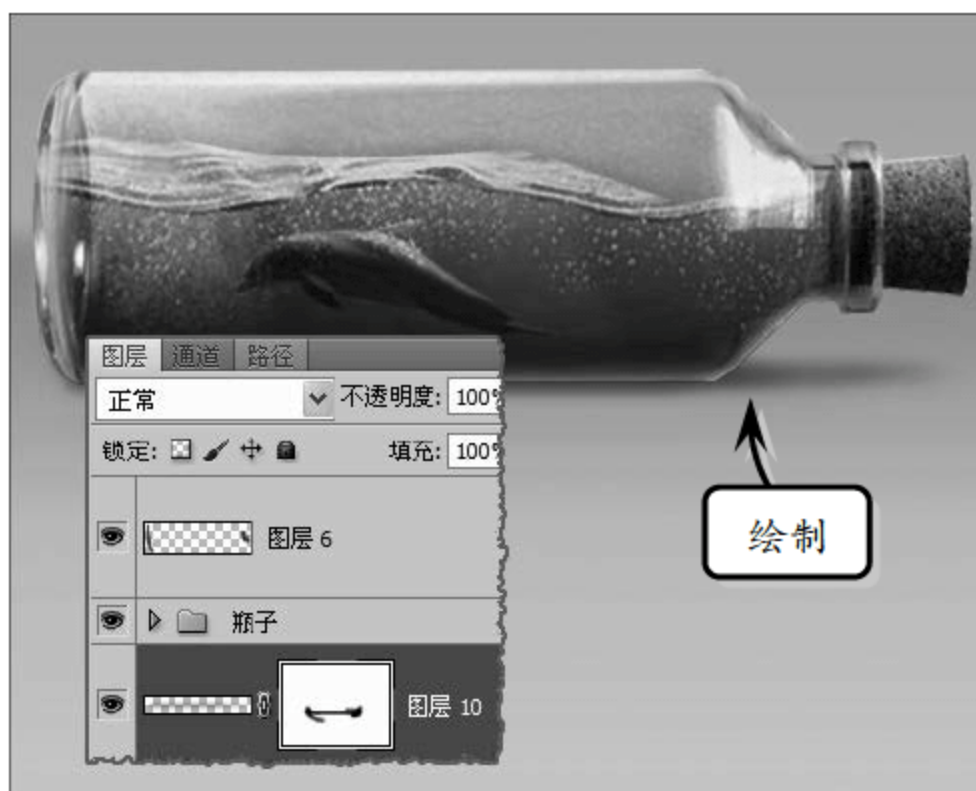 图层 通道 路径
正常 不透明度: 100%
锁定: 填充: 100%
图层 6
瓶子
图层 10
绘制